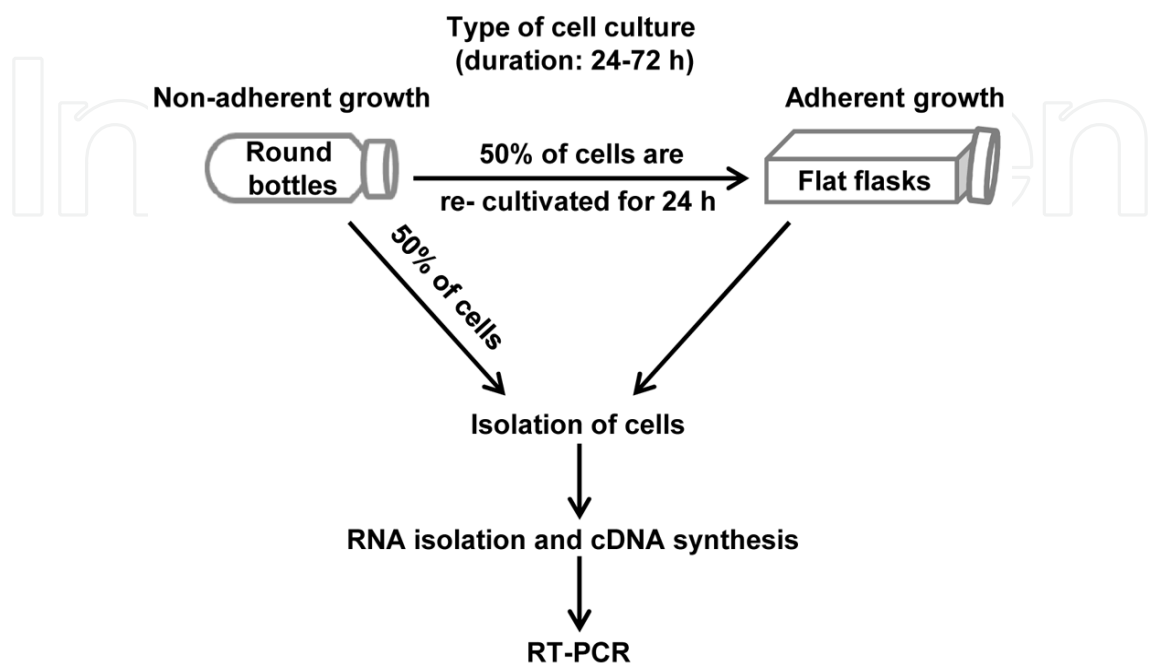 Type of cell culture
(duration: 24-72 h)
Non-adherent growth
Adherent growth
Round
bottles
50% of cells are
re- cultivated for 24 h
Flat flasks
50% of cells
Isolation of cells
RNA isolation and cDNA synthesis
RT-PCR